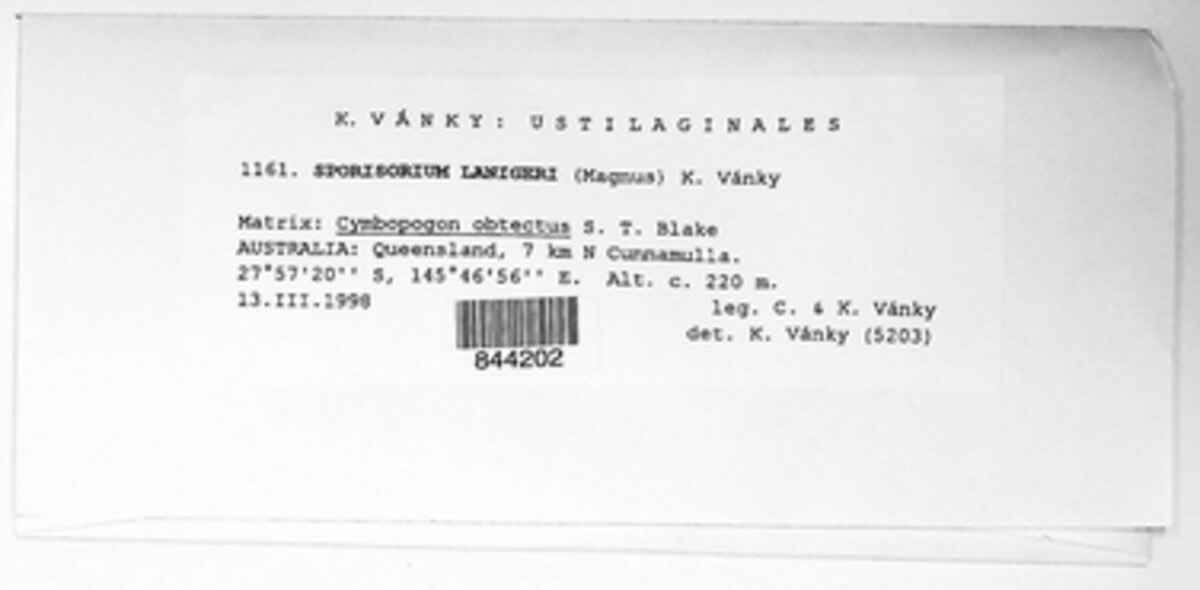 K. VÁNKY: USTILAGINALES
1161. SPORISORIUM LANIGERI (Magnus) K. Vánky
Matrix: Cymbopogon obtectus S. T. Blake
AUSTRALIA: Queensland, 7 km N Cunnamulla.
27°57'20'' S, 145°46'56'' E. Alt. c. 220 m.
13.III.1998
leg. C. & K. Vánky
det. K. Vánky (5203)
844202